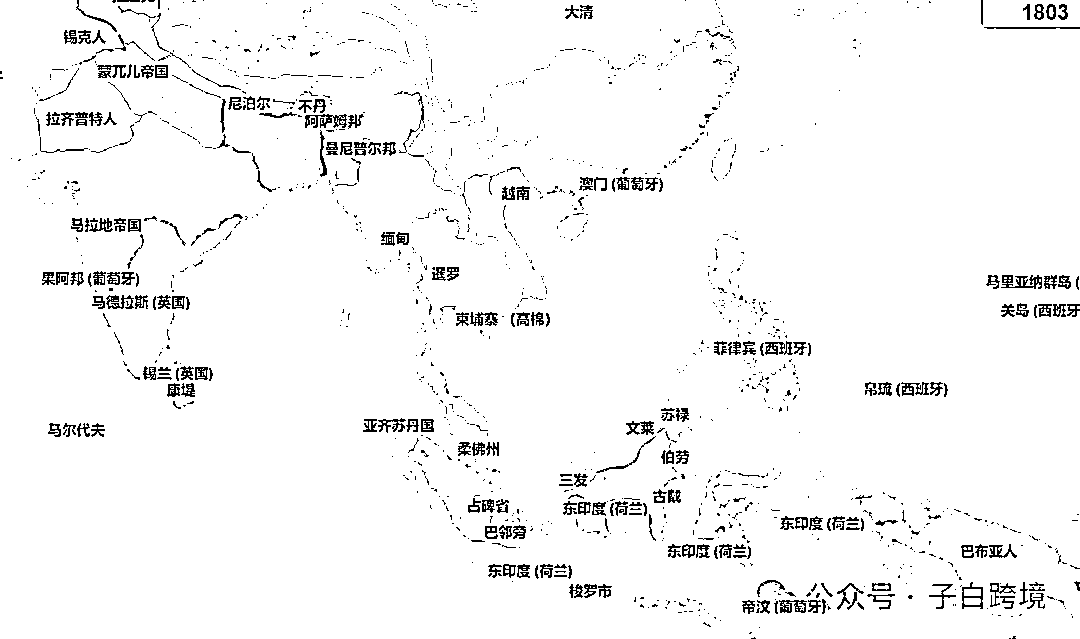 大清
1803
锡克人
蒙兀儿帝国
尼泊尔
不丹
拉齐普特人
阿萨姆邦
曼尼普尔邦
澳门 (葡萄牙)
越南
马拉地帝国
缅甸
暹罗
果阿邦 (葡萄牙)
马里亚纳群岛 (
马德拉斯 (英国)
关岛 (西班牙
柬埔寨 (高棉)
菲律宾 (西班牙)
锡兰 (英国)
康提
帛琉 (西班牙)
苏禄
亚齐苏丹国
文莱
马尔代夫
柔佛州
伯劳
三发
古戴
占碑省
东印度 (荷兰)
东印度 (荷兰)
巴邻旁
东印度 (荷兰)
巴布亚人
东印度 (荷兰)
梭罗市
公众号 · 子白跨境
帝汶 (葡萄牙)